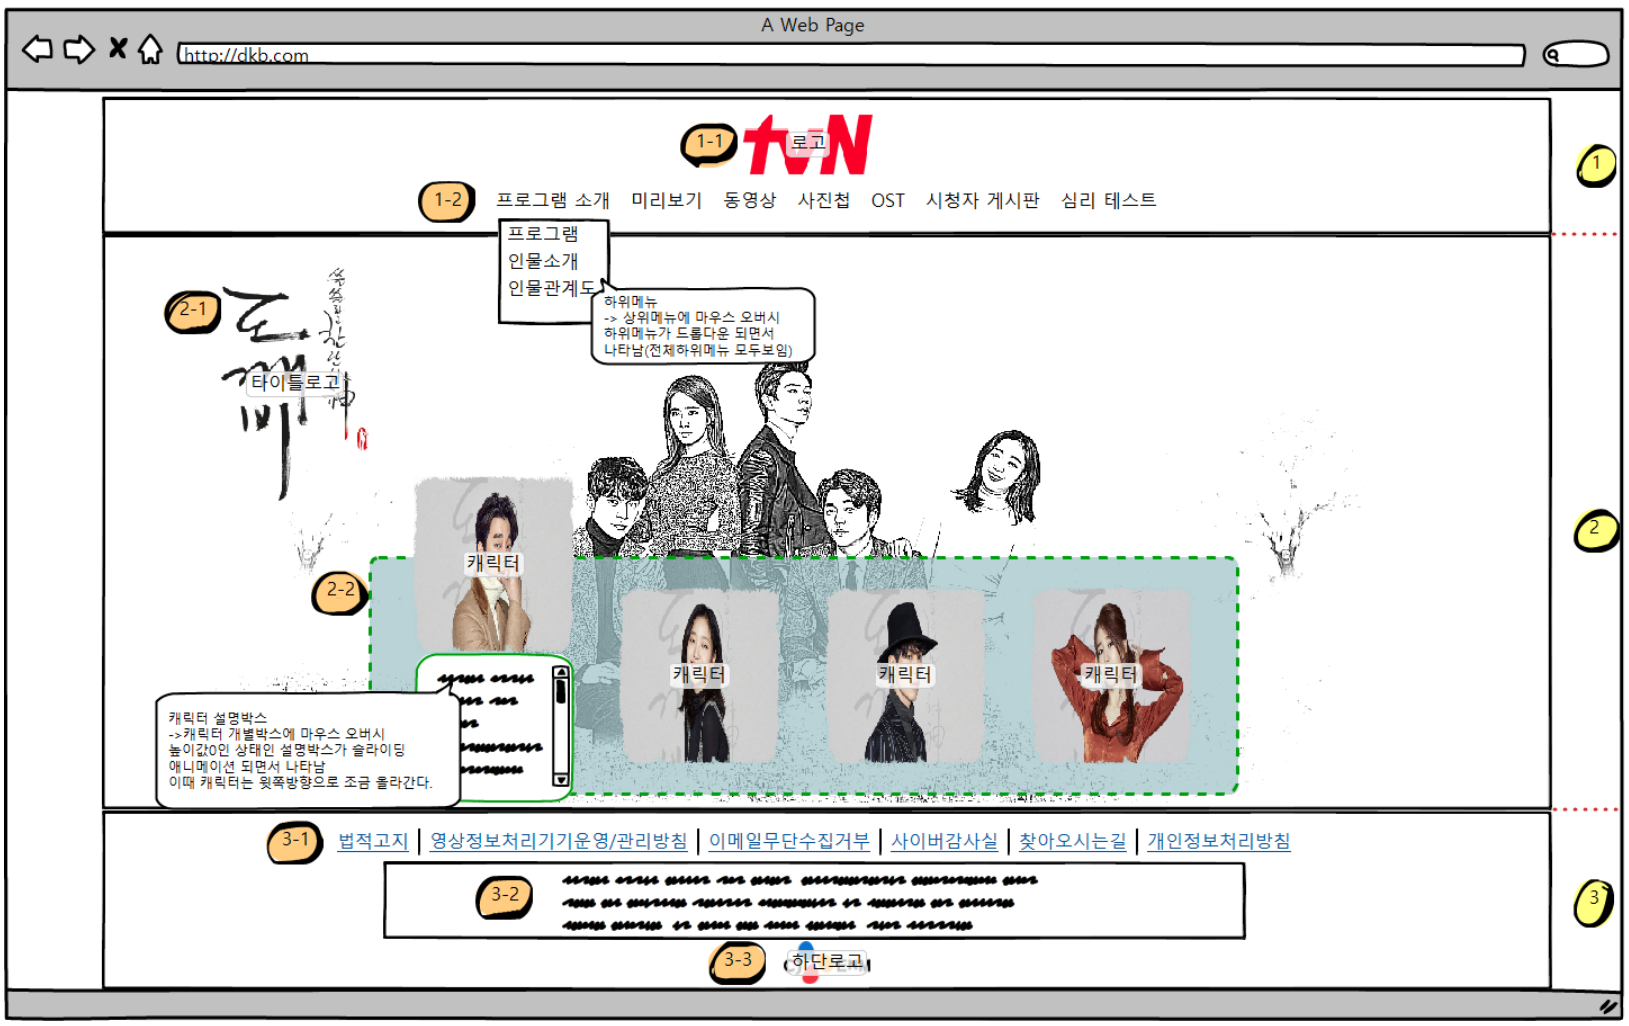 A Web Page
http://dkb.com
1-1
tvN
로고
1
1-2
프로그램 소개 미리보기 동영상 사진첩 OST 시청자 게시판 심리 테스트
프로그램
인물소개
인물관계도
하위메뉴
-> 상위메뉴에 마우스 오버시
하위메뉴가 드롭다운 되면서
나타남(전체하위메뉴 모두보임)
2-1
도깨비
타이틀로고
2
2-2
캐릭터
캐릭터
캐릭터
캐릭터
캐릭터 설명박스
->캐릭터 개별박스에 마우스 오버시
높이값0인 상태인 설명박스가 슬라이딩
애니메이션 되면서 나타남
이때 캐릭터는 윗쪽방향으로 조금 올라간다.
3-1
법적고지 | 영상정보처리기기운영/관리방침 | 이메일무단수집거부 | 사이버감사실 | 찾아오시는길 | 개인정보처리방침
3-2
3
3-3
하단로고